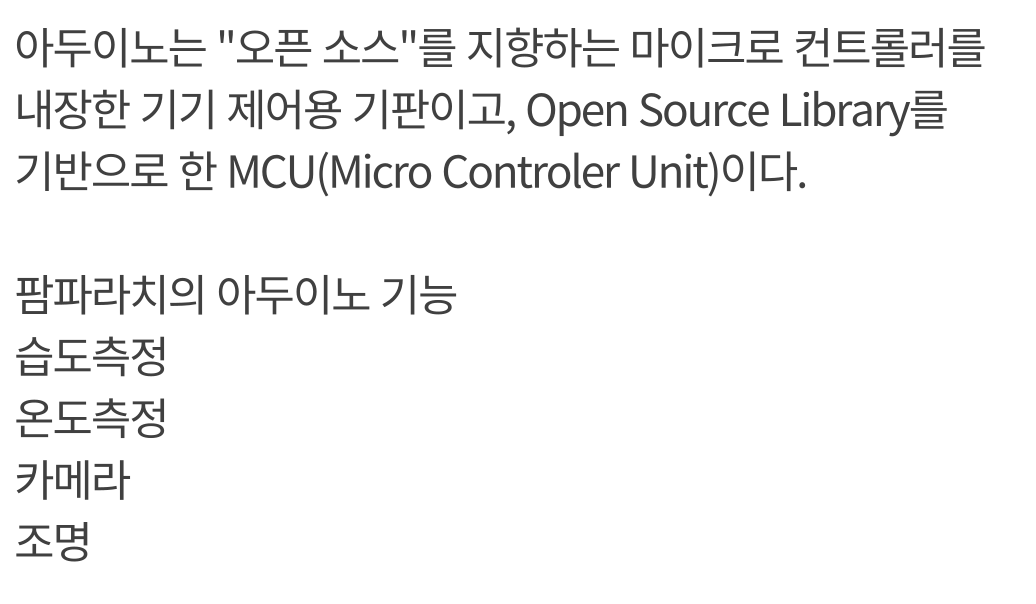 아두이노는 "오픈 소스"를 지향하는 마이크로 컨트롤러를
내장한 기기 제어용 기판이고, Open Source Library를
기반으로 한 MCU(Micro Controler Unit)이다.
팜파라치의 아두이노 기능
습도측정
온도측정
카메라
조명